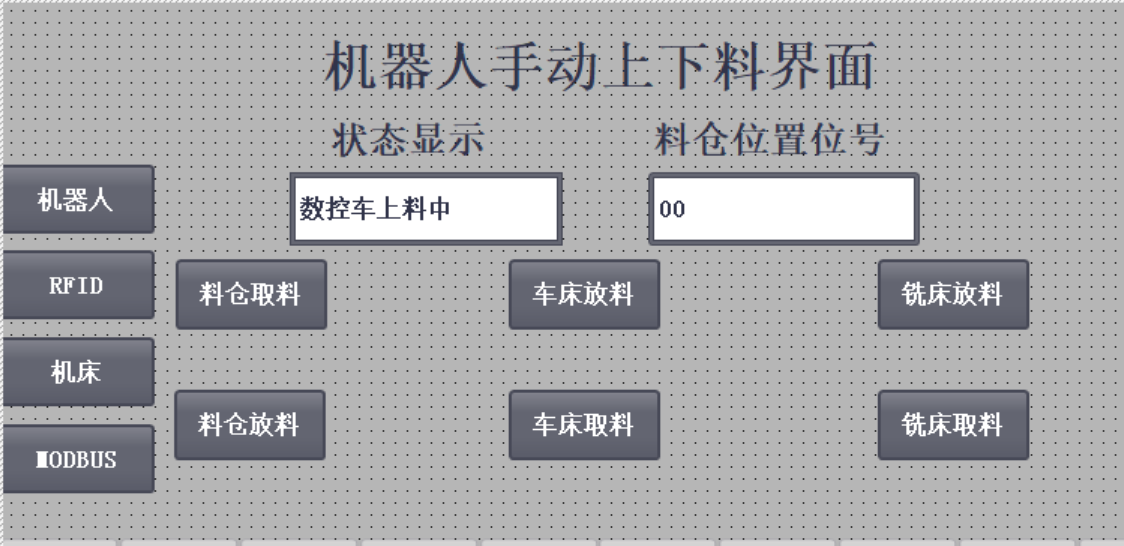 机器人手动上下料界面
状态显示 料仓位置位号
数控车上料中 00
机器人
RFID
机床
MODBUS
料仓取料 车床放料 铣床放料
料仓放料 车床取料 铣床取料